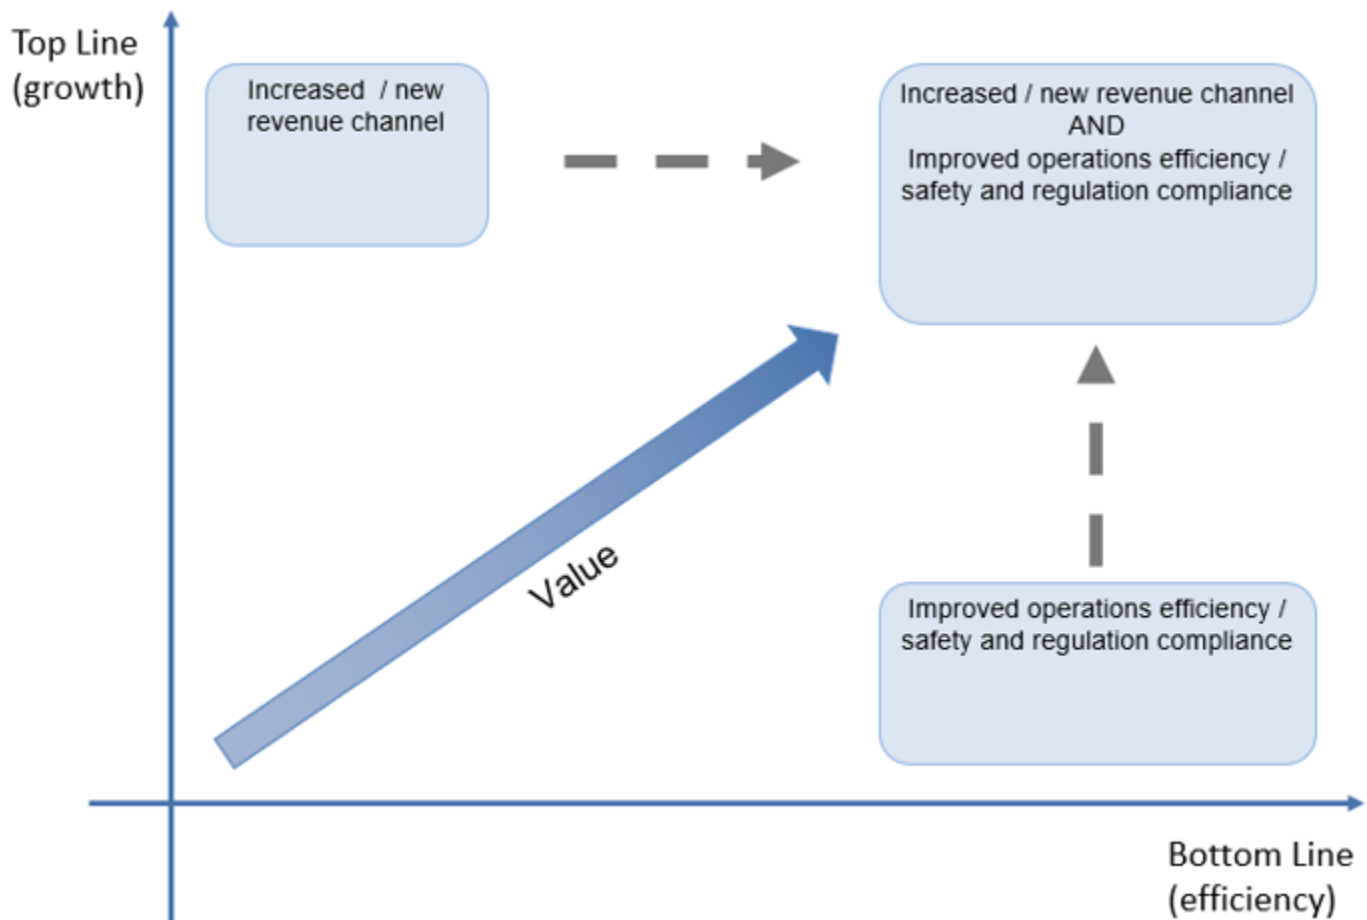 Top Line
(growth)
Increased / new
revenue channel
Increased / new revenue channel
AND
Improved operations efficiency /
safety and regulation compliance
Value
Improved operations efficiency /
safety and regulation compliance
Bottom Line
(efficiency)